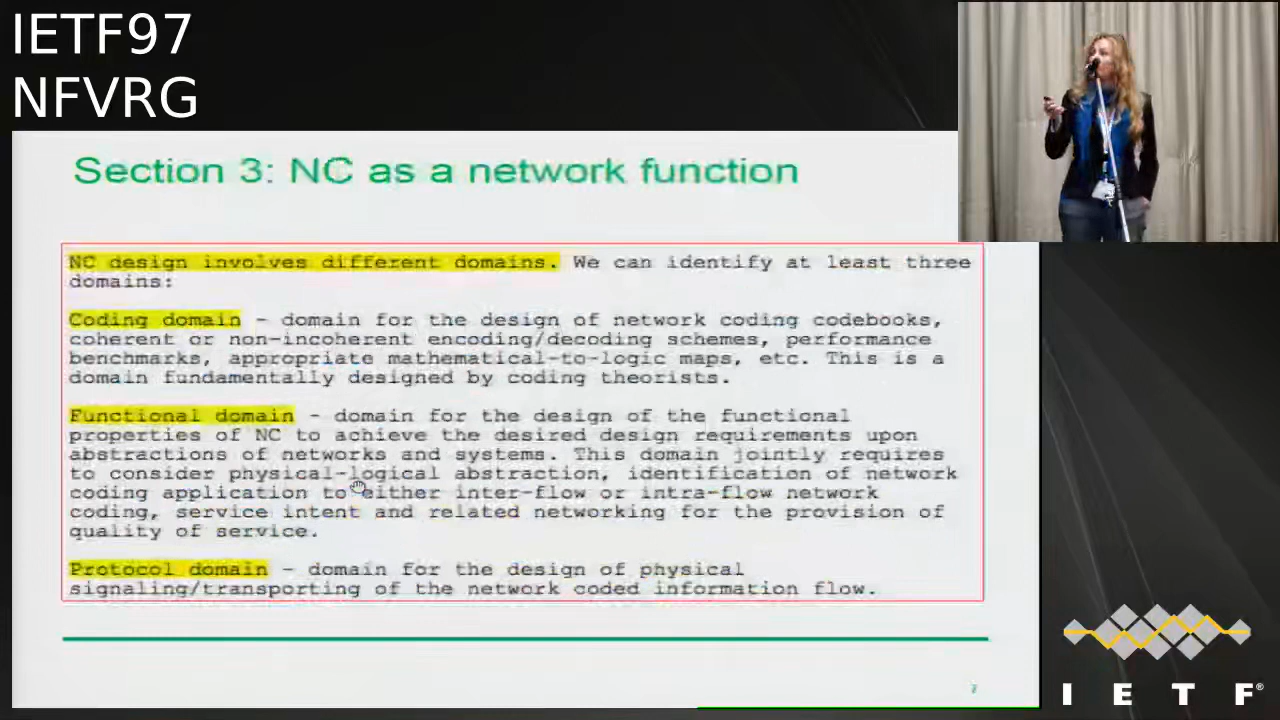 IETF97
NFVRG
Section 3: NC as a network function
NC design involves different domains. We can identify at least three
domains:
Coding domain - domain for the design of network coding codebooks,
coherent or non-incoherent encoding/decoding schemes, performance
benchmarks, appropriate mathematical-to-logic maps, etc. This is a
domain fundamentally designed by coding theorists.
Functional domain - domain for the design of the functional
properties of NC to achieve the desired design requirements upon
abstractions of networks and systems. This domain jointly requires
to consider physical-logical abstraction, identification of network
coding application to either inter-flow or intra-flow network
coding, service intent and related networking for the provision of
quality of service.
Protocol domain - domain for the design of physical
signaling/transporting of the network coded information flow.
7
I E T F®